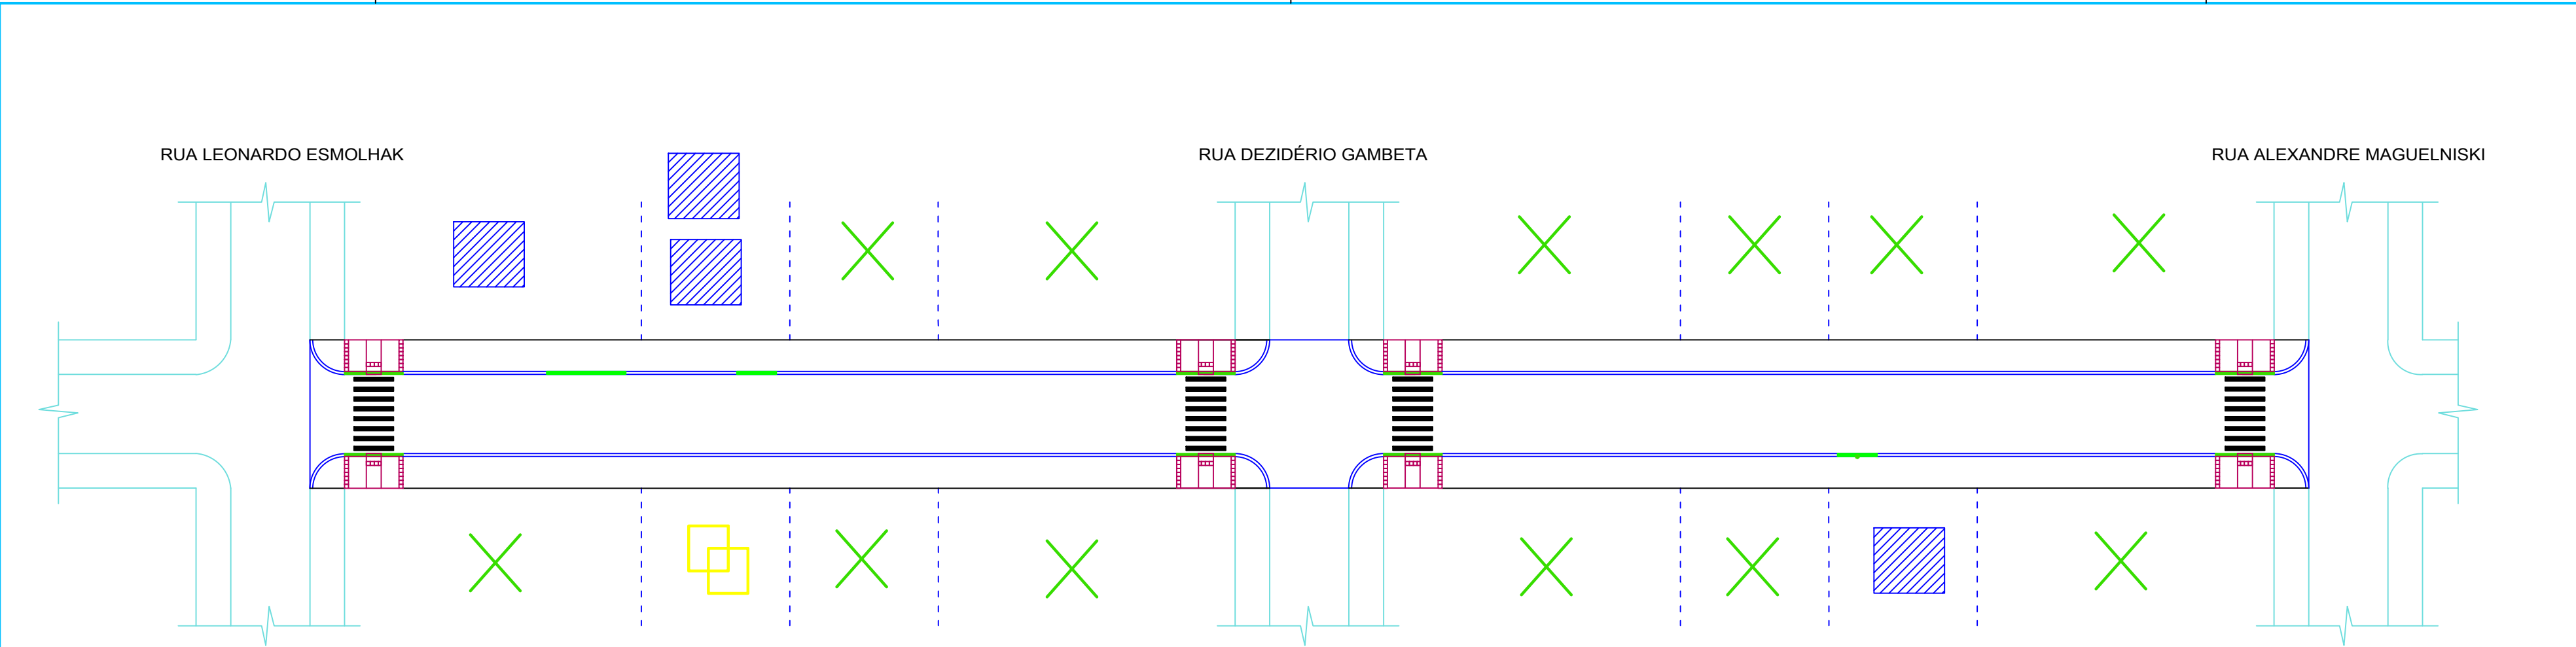 RUA LEONARDO ESMOLHAK
RUA DEZIDÉRIO GAMBETA
RUA ALEXANDRE MAGUELNISKI